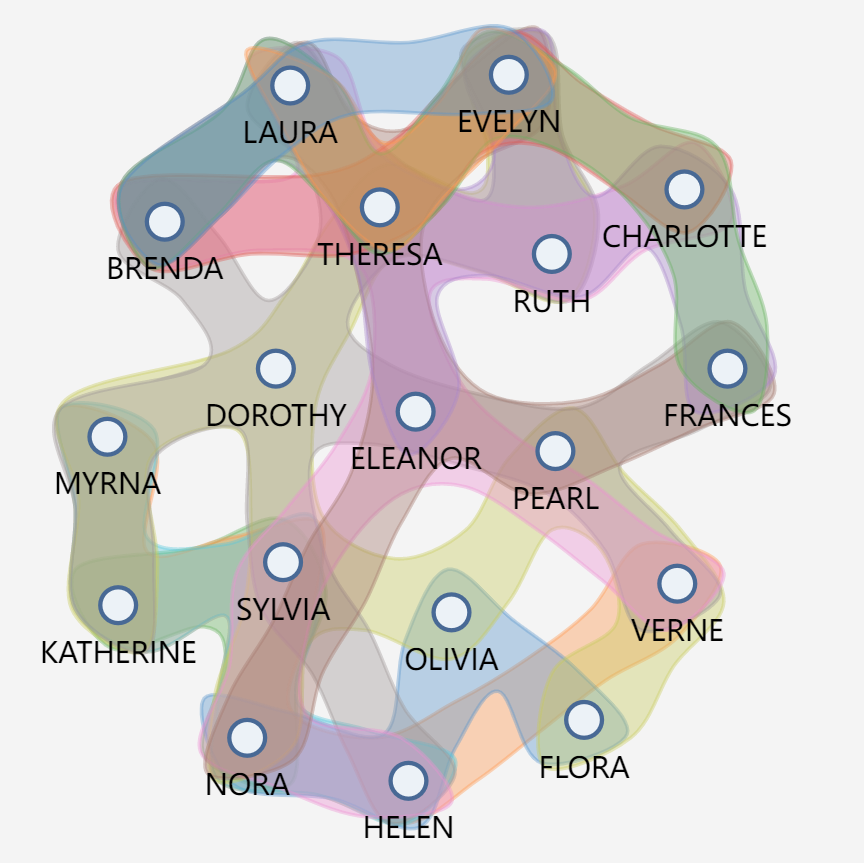 LAURA
EVELYN
THERESA
CHARLOTTE
BRENDA
RUTH
DOROTHY
FRANCES
ELEANOR
MYRNA
PEARL
SYLVIA
VERNE
KATHERINE
OLIVIA
FLORA
NORA
HELEN